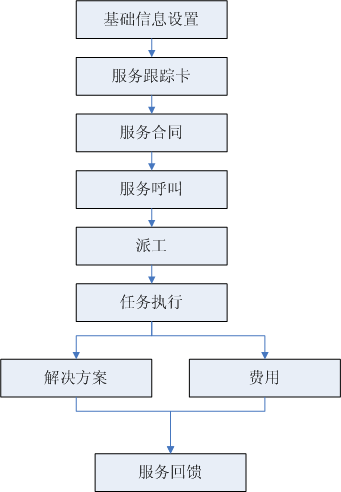 基础信息设置
服务跟踪卡
服务合同
服务呼叫
派工
任务执行
解决方案
费用
服务回馈